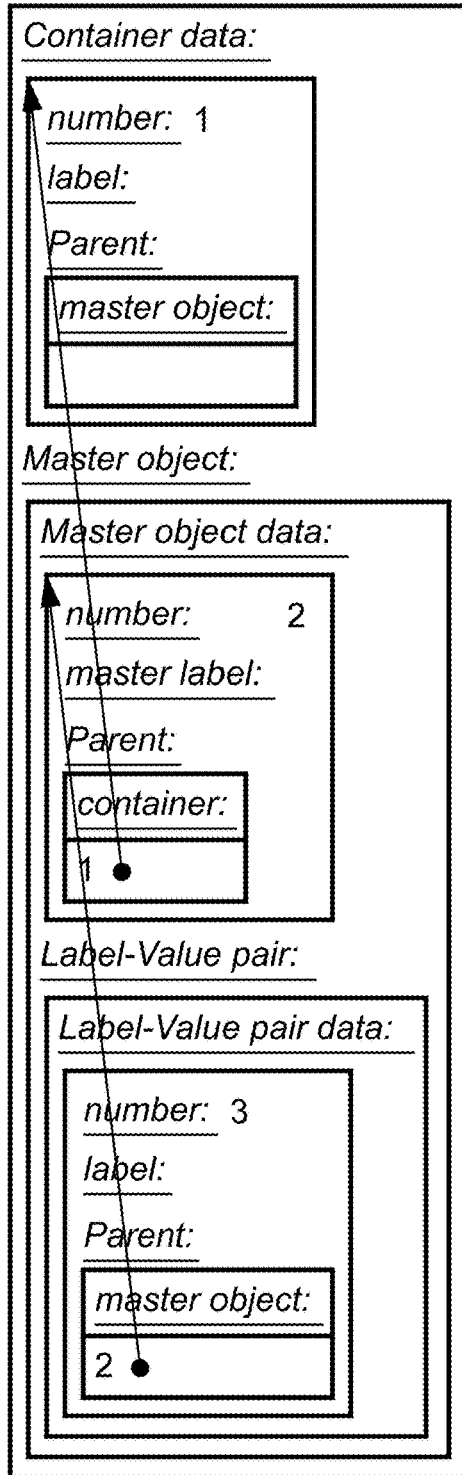 Container data:
number: 1
label:
Parent:
master object:
Master object:
Master object data:
number: 2
master label:
Parent:
container:
1
Label-Value pair:
Label-Value pair data:
number: 3
label:
Parent:
master object:
2